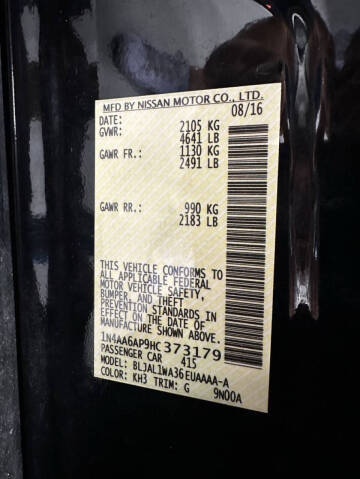 MFD BY NISSAN MOTOR CO., LTD.
DATE: 08/16
GVWR: 2105 KG
4641 LB
GAWR FR.: 1130 KG
2491 LB
GAWR RR.: 990 KG
2183 LB
THIS VEHICLE CONFORMS TO
ALL APPLICABLE FEDERAL
MOTOR VEHICLE SAFETY,
BUMPER, AND THEFT
PREVENTION STANDARDS IN
EFFECT ON THE DATE OF
MANUFACTURE SHOWN ABOVE.
1N4AA6AP9HC373179
PASSENGER CAR 415
MODEL: BLJAL1WA36EUAAAA-A
COLOR: KH3 TRIM: G 9N00A